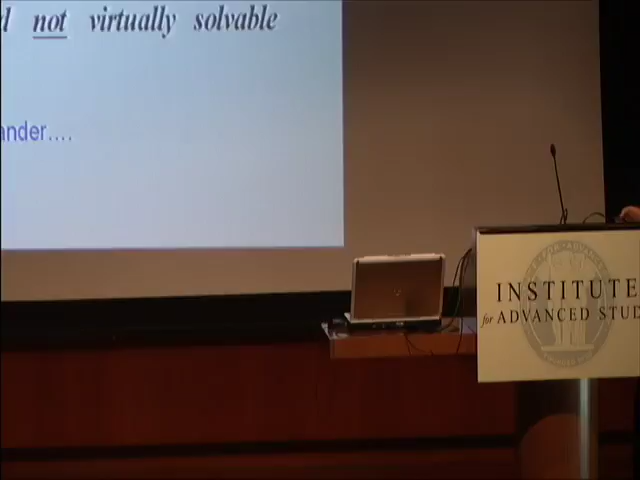 not virtually solvable
ander....
INSTITUTE
for ADVANCED STUD